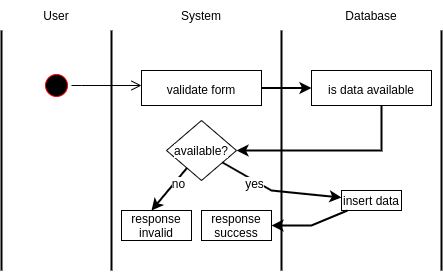 User
System
Database
validate form
is data available
available?
no
yes
insert data
response
invalid
response
success